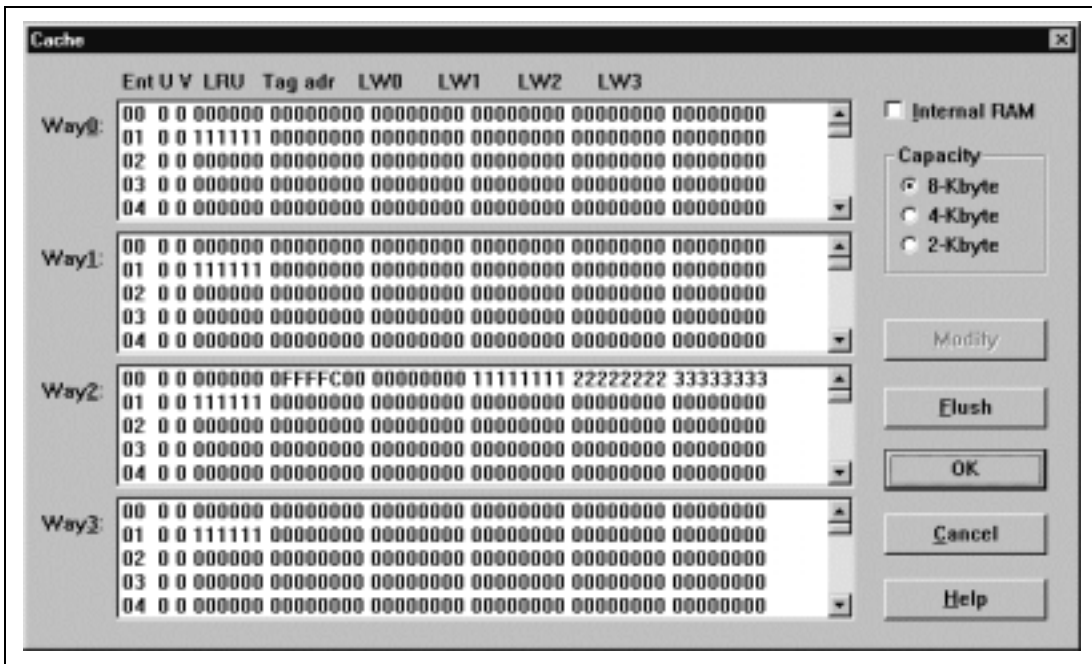 Cache
Ent U V LRU Tag adr LW0 LW1 LW2 LW3
Way0:
00 0 0 000000 00000000 00000000 00000000 00000000 00000000
01 0 0 111111 00000000 00000000 00000000 00000000 00000000
02 0 0 000000 00000000 00000000 00000000 00000000 00000000
03 0 0 000000 00000000 00000000 00000000 00000000 00000000
04 0 0 000000 00000000 00000000 00000000 00000000 00000000
Way1:
00 0 0 000000 00000000 00000000 00000000 00000000 00000000
01 0 0 111111 00000000 00000000 00000000 00000000 00000000
02 0 0 000000 00000000 00000000 00000000 00000000 00000000
03 0 0 000000 00000000 00000000 00000000 00000000 00000000
04 0 0 000000 00000000 00000000 00000000 00000000 00000000
Way2:
00 0 0 000000 0FFFFC00 00000000 11111111 22222222 33333333
01 0 0 111111 00000000 00000000 00000000 00000000 00000000
02 0 0 000000 00000000 00000000 00000000 00000000 00000000
03 0 0 000000 00000000 00000000 00000000 00000000 00000000
04 0 0 000000 00000000 00000000 00000000 00000000 00000000
Way3:
00 0 0 000000 00000000 00000000 00000000 00000000 00000000
01 0 0 111111 00000000 00000000 00000000 00000000 00000000
02 0 0 000000 00000000 00000000 00000000 00000000 00000000
03 0 0 000000 00000000 00000000 00000000 00000000 00000000
04 0 0 000000 00000000 00000000 00000000 00000000 00000000
Internal RAM
Capacity
8-Kbyte
4-Kbyte
2-Kbyte
Modify
Flush
OK
Cancel
Help